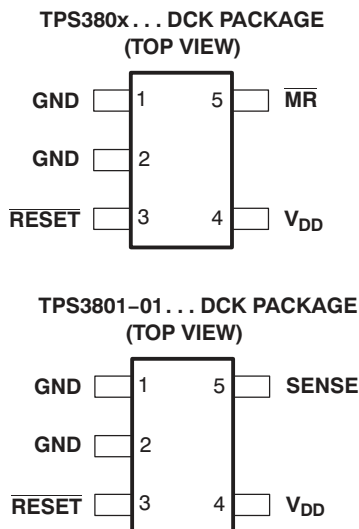 TPS380x . . . DCK PACKAGE
(TOP VIEW)
GND 1 5 MR
GND 2
RESET 3 4 VDD
TPS3801–01 . . . DCK PACKAGE
(TOP VIEW)
GND 1 5 SENSE
GND 2
RESET 3 4 VDD